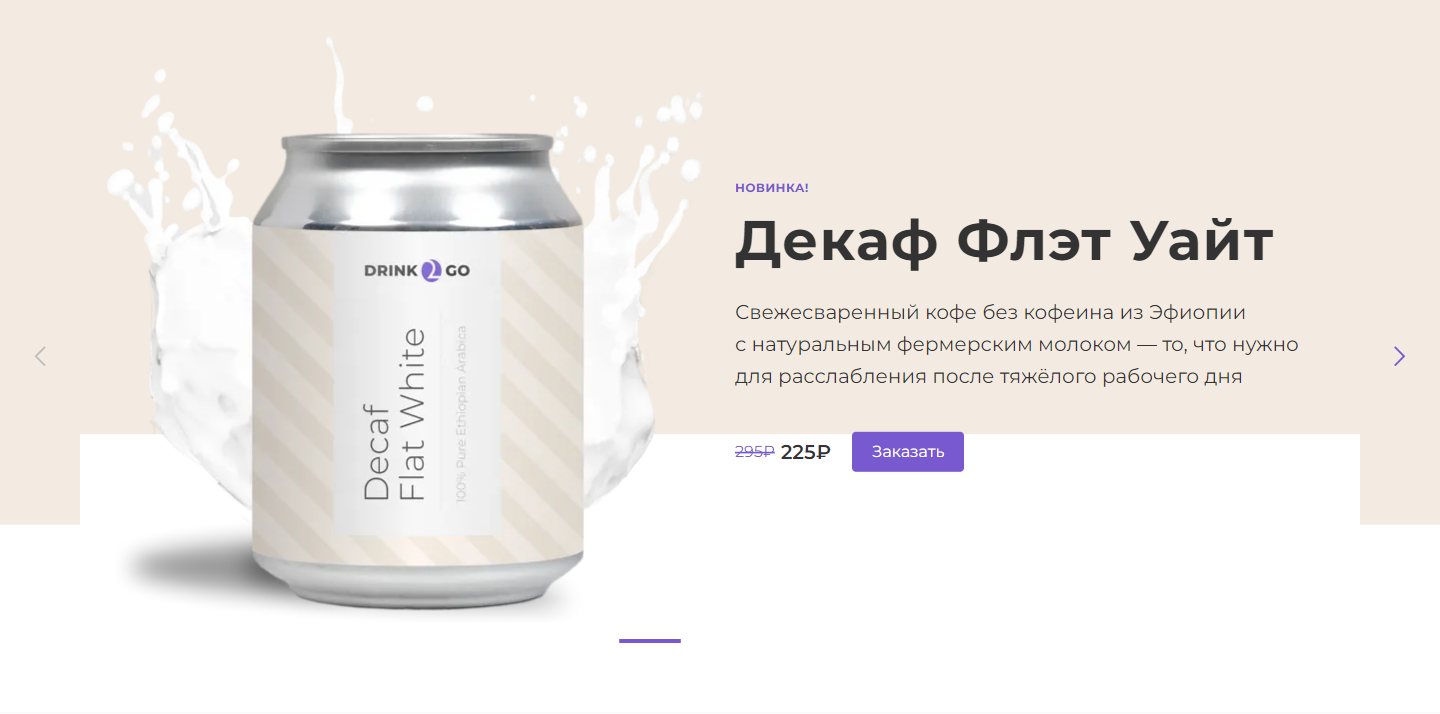 DRINK 2 GO
Decaf
Flat White
100% Pure Ethiopian Arabica
НОВИНКА!
Декаф Флэт Уайт
Свежесваренный кофе без кофеина из Эфиопии
с натуральным фермерским молоком — то, что нужно
для расслабления после тяжёлого рабочего дня
295₽ 225₽ Заказать